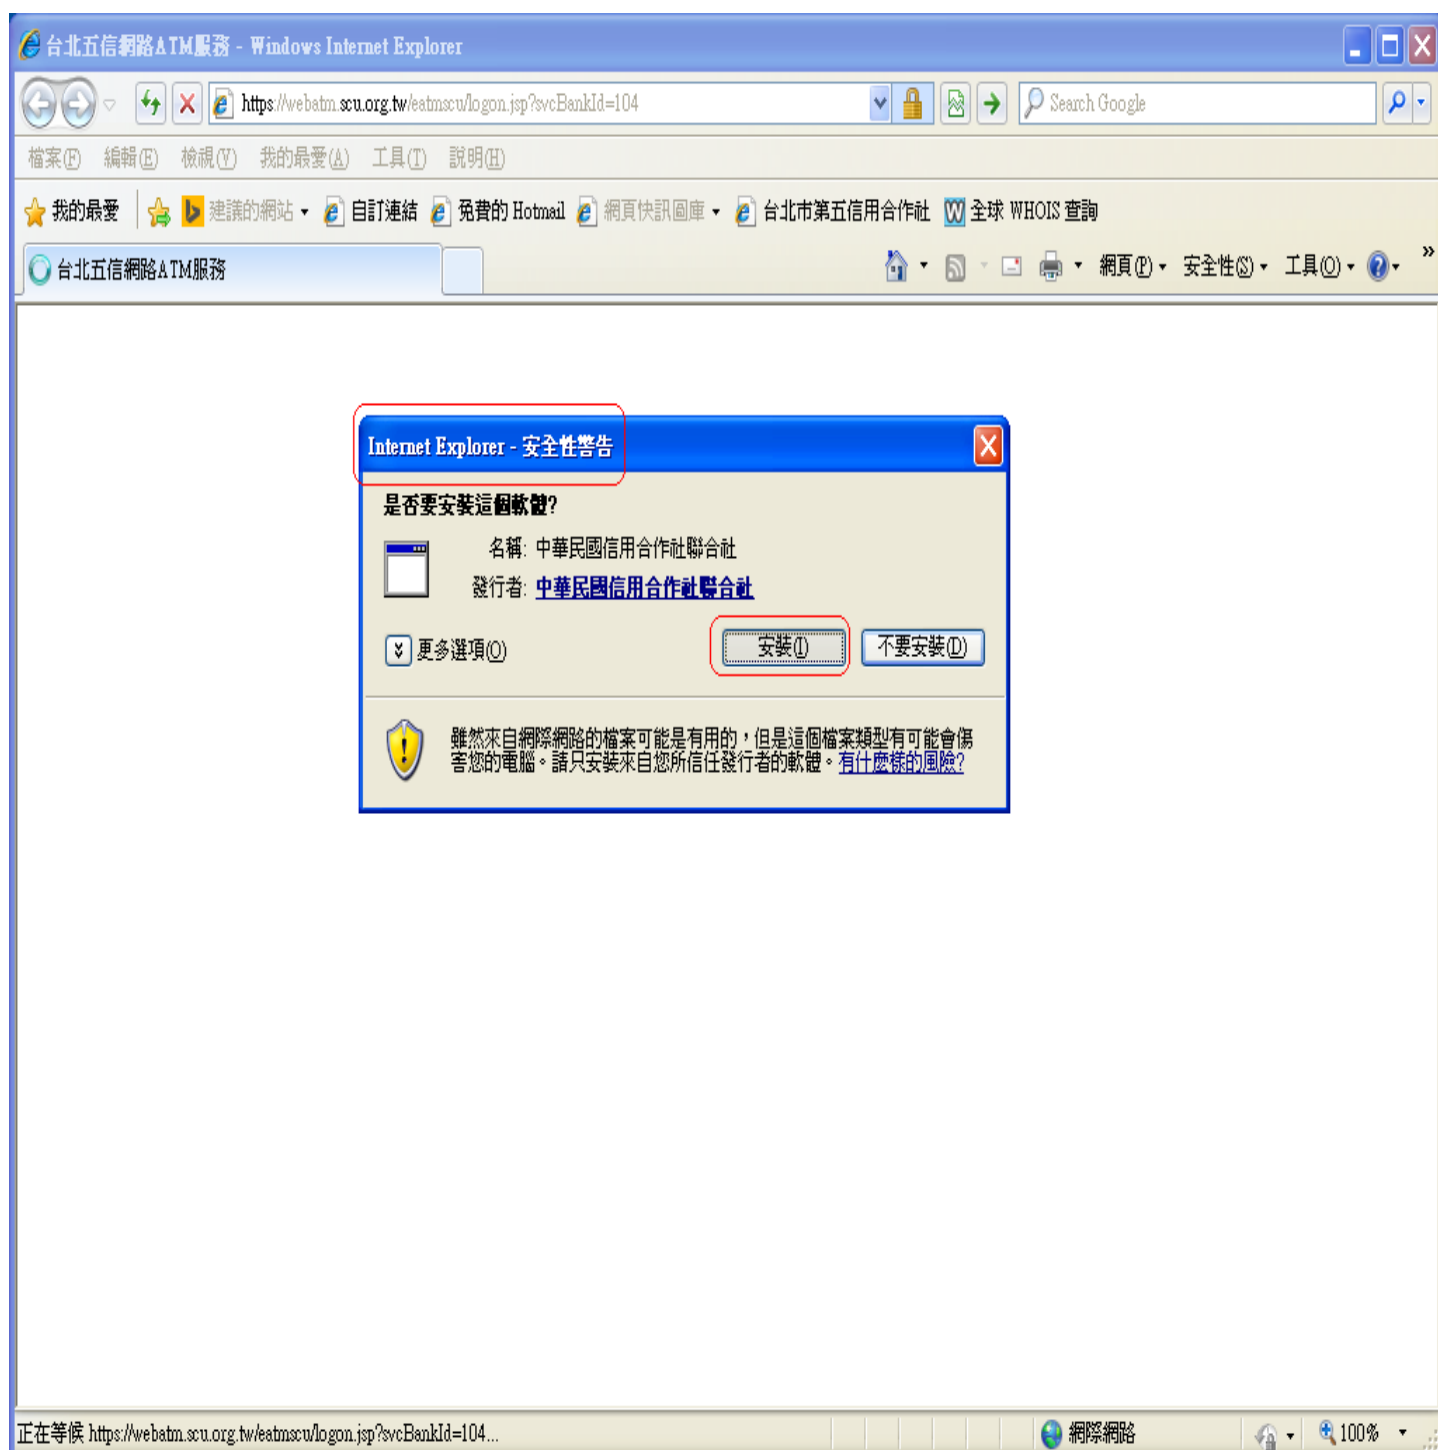 台北五信網路ATM服務 - Windows Internet Explorer
https://webatm.scu.org.tw/eatmscu/logon.jsp?svcBankId=104
Search Google
檔案(F) 編輯(E) 檢視(V) 我的最愛(A) 工具(T) 說明(H)
我的最愛 建議的網站 自訂連結 免費的 Hotmail 網頁快訊圖庫 台北市第五信用合作社 W 全球 WHOIS 查詢
台北五信網路ATM服務
網頁(P) 安全性(S) 工具(O) »
Internet Explorer - 安全性警告
是否要安裝這個軟體?
名稱: 中華民國信用合作社聯合社
發行者: 中華民國信用合作社聯合社
更多選項(O) 安裝(I) 不要安裝(D)
雖然來自網際網路的檔案可能是有用的，但是這個檔案類型有可能會傷
害您的電腦。請只安裝來自您所信任發行者的軟體。有什麼樣的風險?
正在等候 https://webatm.scu.org.tw/eatmscu/logon.jsp?svcBankId=104...
網際網路
100%